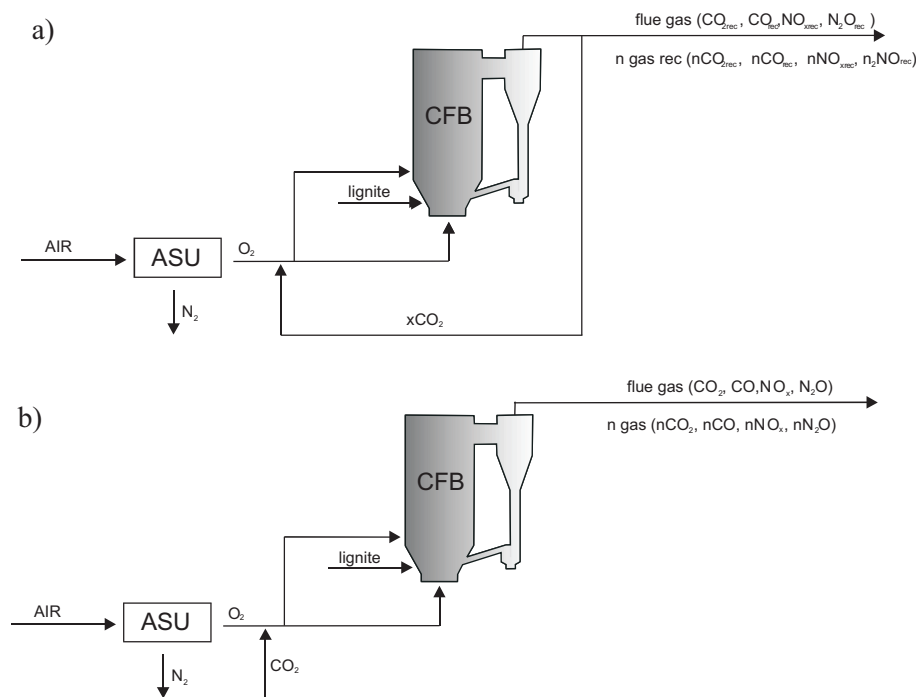 a)
flue gas (CO₂rec, COrec,NOxrec, N₂Orec )
n gas rec (nCO₂rec, nCOrec, nNOxrec, n₂NOrec)
CFB
lignite
AIR
ASU
O₂
N₂
xCO₂
b)
flue gas (CO₂, CO,NOx, N₂O)
n gas (nCO₂, nCO, nNOx, nN₂O)
CFB
lignite
AIR
ASU
O₂
N₂
CO₂